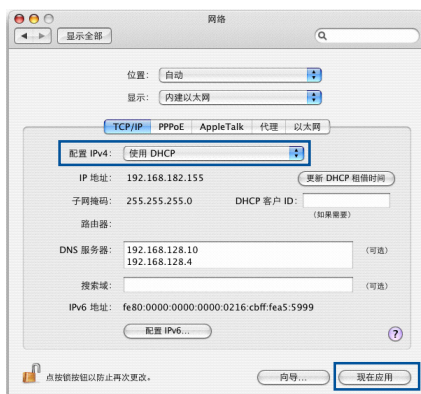 网络
显示全部
位置: 自动
显示: 内建以太网
TCP/IP PPPoE AppleTalk 代理 以太网
配置 IPv4: 使用 DHCP
IP 地址: 192.168.182.155 更新 DHCP 租借时间
子网掩码: 255.255.255.0 DHCP 客户 ID:
(如果需要)
路由器:
DNS 服务器: 192.168.128.10 (可选)
192.168.128.4
搜索域: (可选)
IPv6 地址: fe80:0000:0000:0000:0216:cbff:fea5:5999
配置 IPv6... ?
点按锁按钮以防止再次更改。 向导... 现在应用